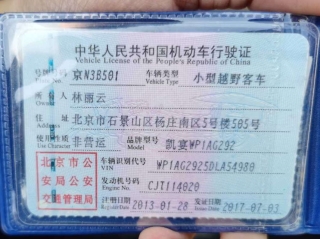 中华人民共和国机动车行驶证
Vehicle License of the People's Republic of China
号牌号码 京N3B501 车辆类型 小型越野客车
Plate No. Vehicle Type
所有人 林丽云
Owner
住址 北京市石景山区杨庄南区5号楼505号
Address
使用性质 非营运 品牌型号 凯宴WP1AG292
Use Character Model
北京市公安局公安交通管理局
车辆识别代号 WP1AG2925DLA54980
VIN
发动机号码 CJT114020
Engine No.
注册日期 2013-01-28 发证日期 2017-07-03
Register Date Issue Date